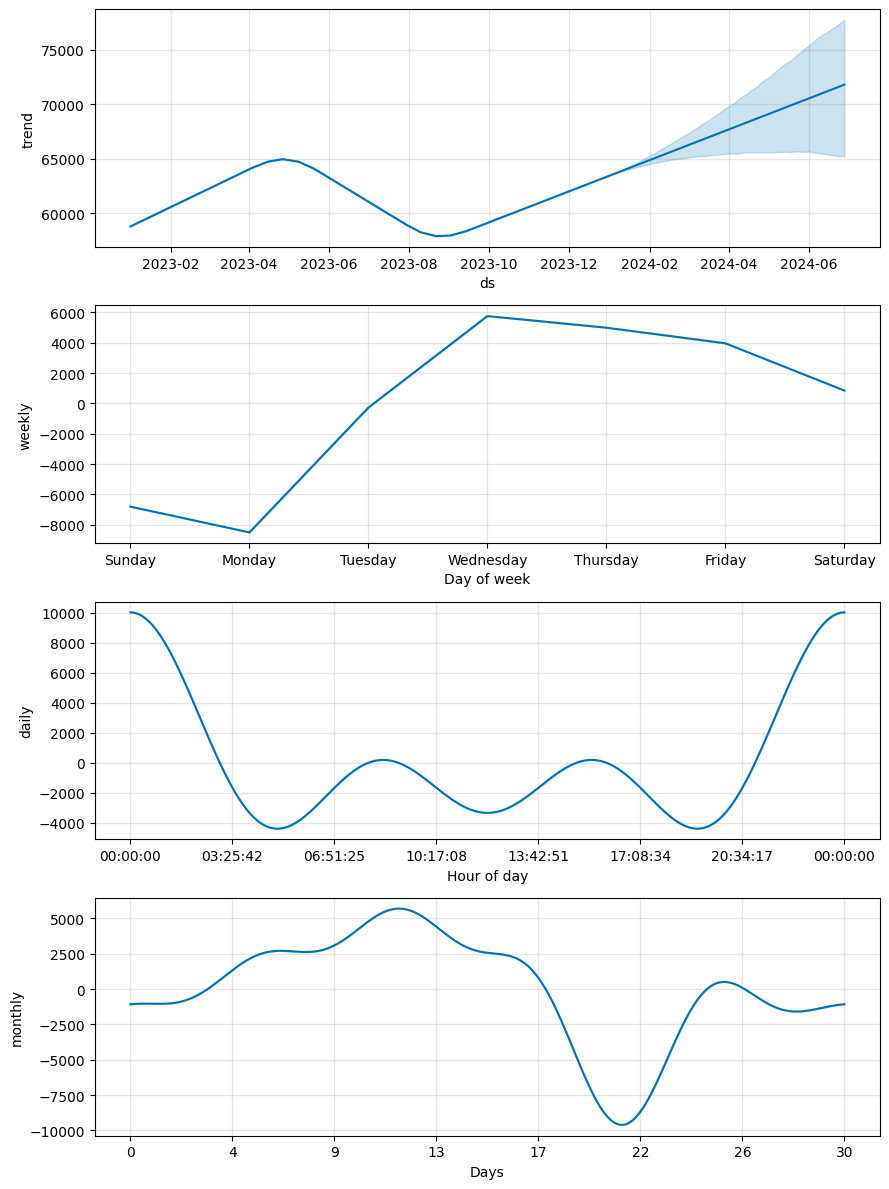 75000
70000
65000
60000
trend
2023-02 2023-04 2023-06 2023-08 2023-10 2023-12 2024-02 2024-04 2024-06
ds
6000
4000
2000
0
−2000
−4000
−6000
−8000
weekly
Sunday Monday Tuesday Wednesday Thursday Friday Saturday
Day of week
10000
8000
6000
4000
2000
0
−2000
−4000
daily
00:00:00 03:25:42 06:51:25 10:17:08 13:42:51 17:08:34 20:34:17 00:00:00
Hour of day
5000
2500
0
−2500
−5000
−7500
−10000
monthly
0 4 9 13 17 22 26 30
Days